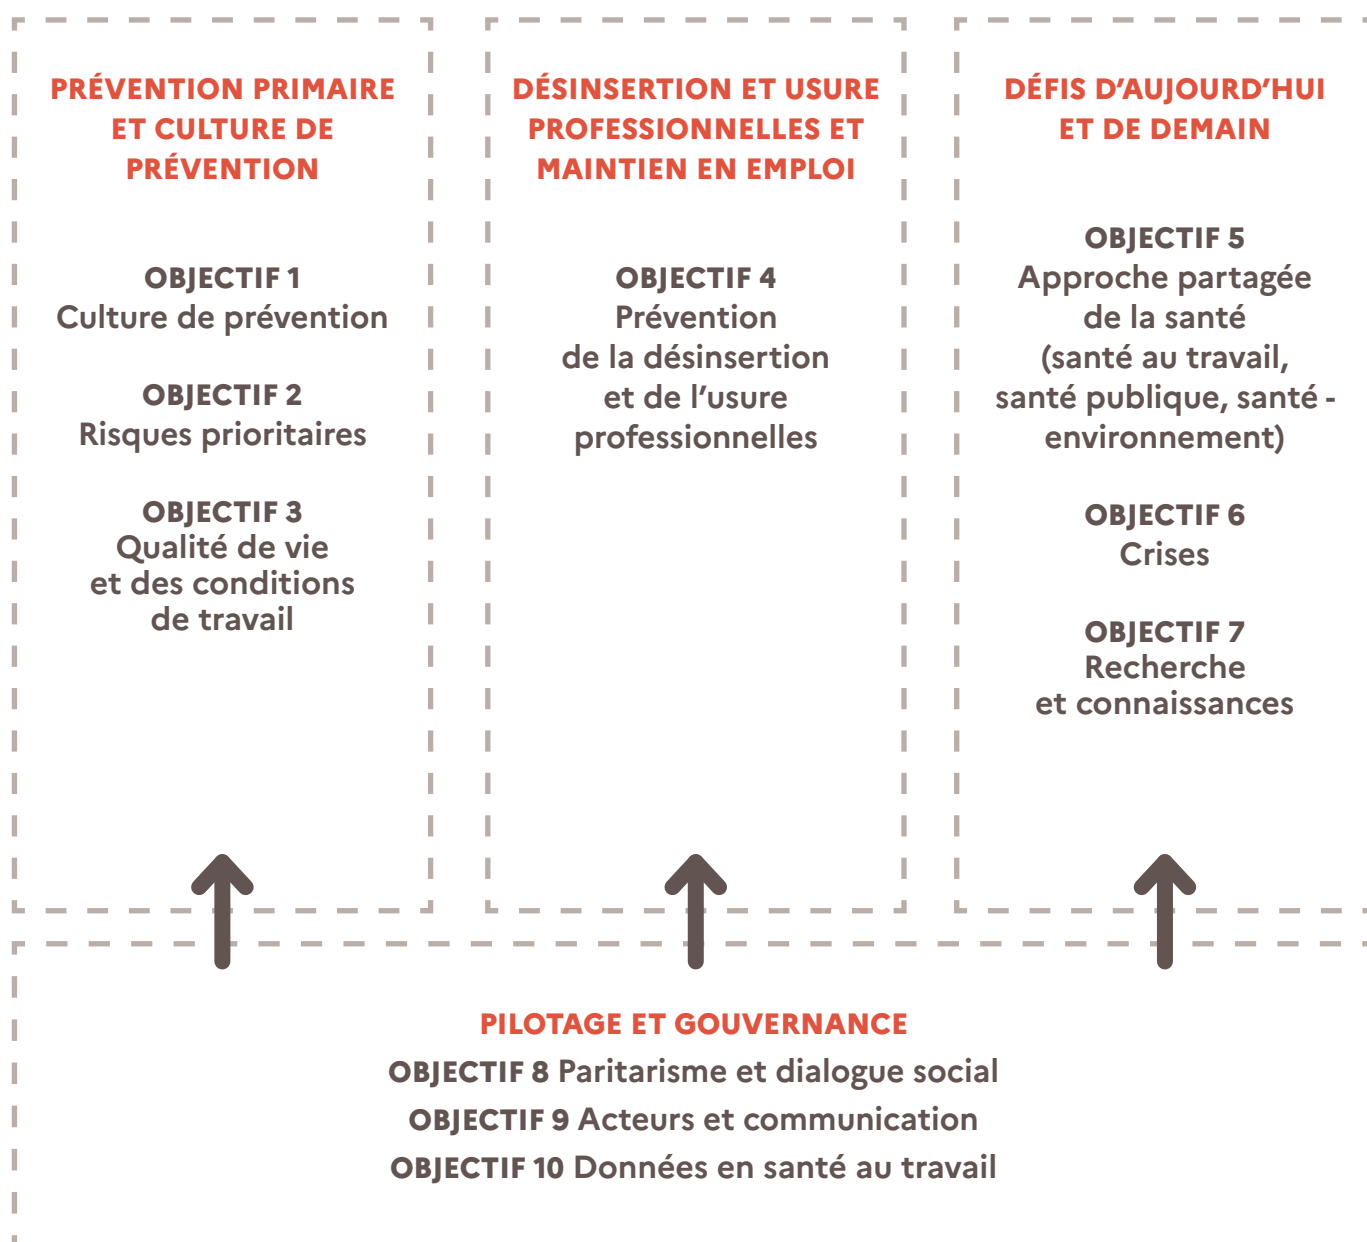 PRÉVENTION PRIMAIRE
ET CULTURE DE
PRÉVENTION
OBJECTIF 1
Culture de prévention
OBJECTIF 2
Risques prioritaires
OBJECTIF 3
Qualité de vie
et des conditions
de travail
DÉSINSERTION ET USURE
PROFESSIONNELLES ET
MAINTIEN EN EMPLOI
OBJECTIF 4
Prévention
de la désinsertion
et de l’usure
professionnelles
DÉFIS D’AUJOURD’HUI
ET DE DEMAIN
OBJECTIF 5
Approche partagée
de la santé
(santé au travail,
santé publique, santé -
environnement)
OBJECTIF 6
Crises
OBJECTIF 7
Recherche
et connaissances
PILOTAGE ET GOUVERNANCE
OBJECTIF 8 Paritarisme et dialogue social
OBJECTIF 9 Acteurs et communication
OBJECTIF 10 Données en santé au travail